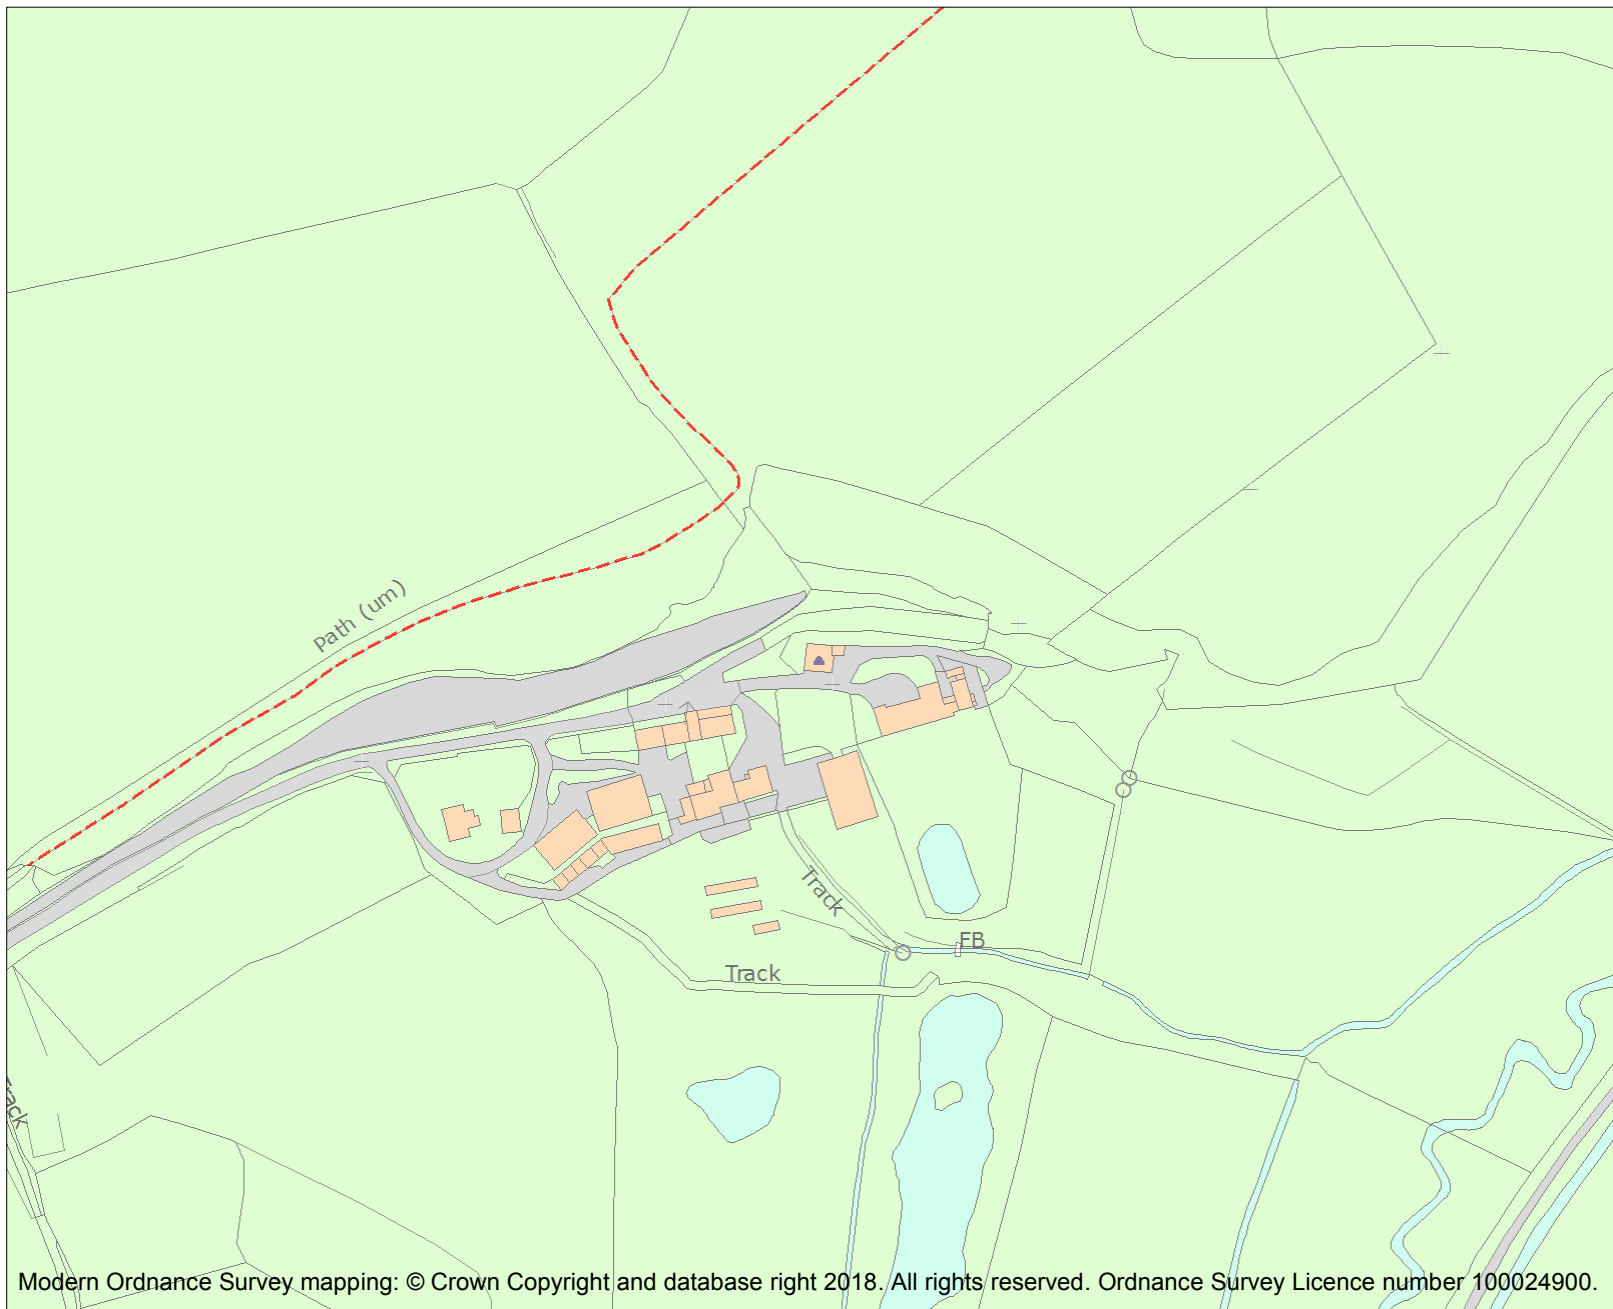 Path (um)
Track
FB
Track
Track
Modern Ordnance Survey mapping: © Crown Copyright and database right 2018. All rights reserved. Ordnance Survey Licence number 100024900.